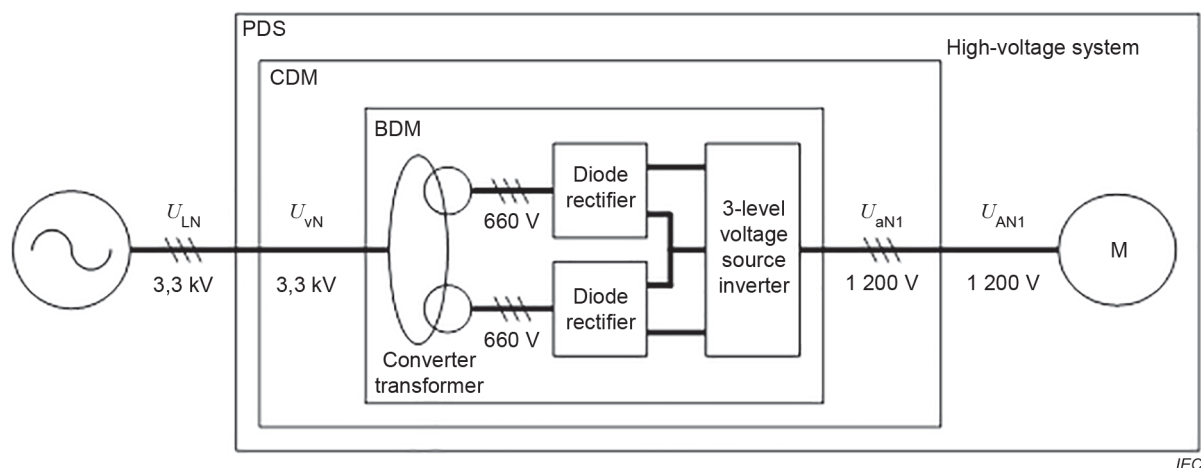 PDS
High-voltage system
CDM
BDM
Diode
rectifier
660 V
3-level
voltage
source
inverter
U_LN
3,3 kV
U_vN
3,3 kV
U_aN1
1 200 V
U_AN1
1 200 V
M
Diode
rectifier
660 V
Converter
transformer
IEC